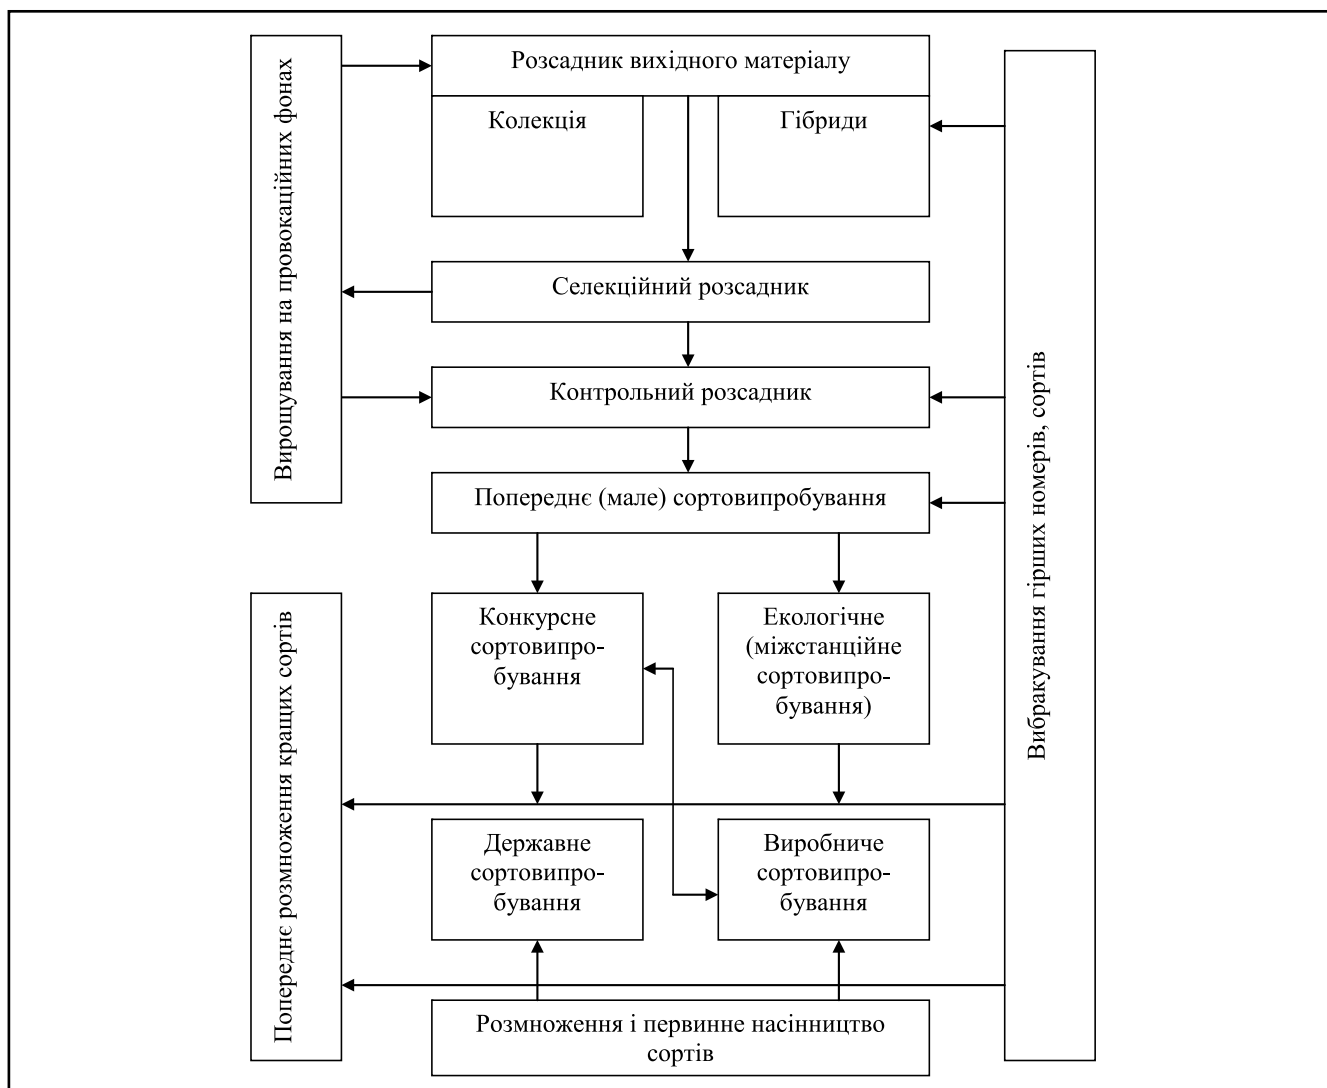 Вирощування на провокаційних фонах
Розсадник вихідного матеріалу
Колекція
Гібриди
Селекційний розсадник
Контрольний розсадник
Попереднє (мале) сортовипробування
Вибракування гірших номерів, сортів
Попереднє розмноження кращих сортів
Конкурсне
сортовипро-
бування
Екологічне
(міжстанційне
сортовипро-
бування)
Державне
сортовипро-
бування
Виробниче
сортовипро-
бування
Розмноження і первинне насінництво
сортів